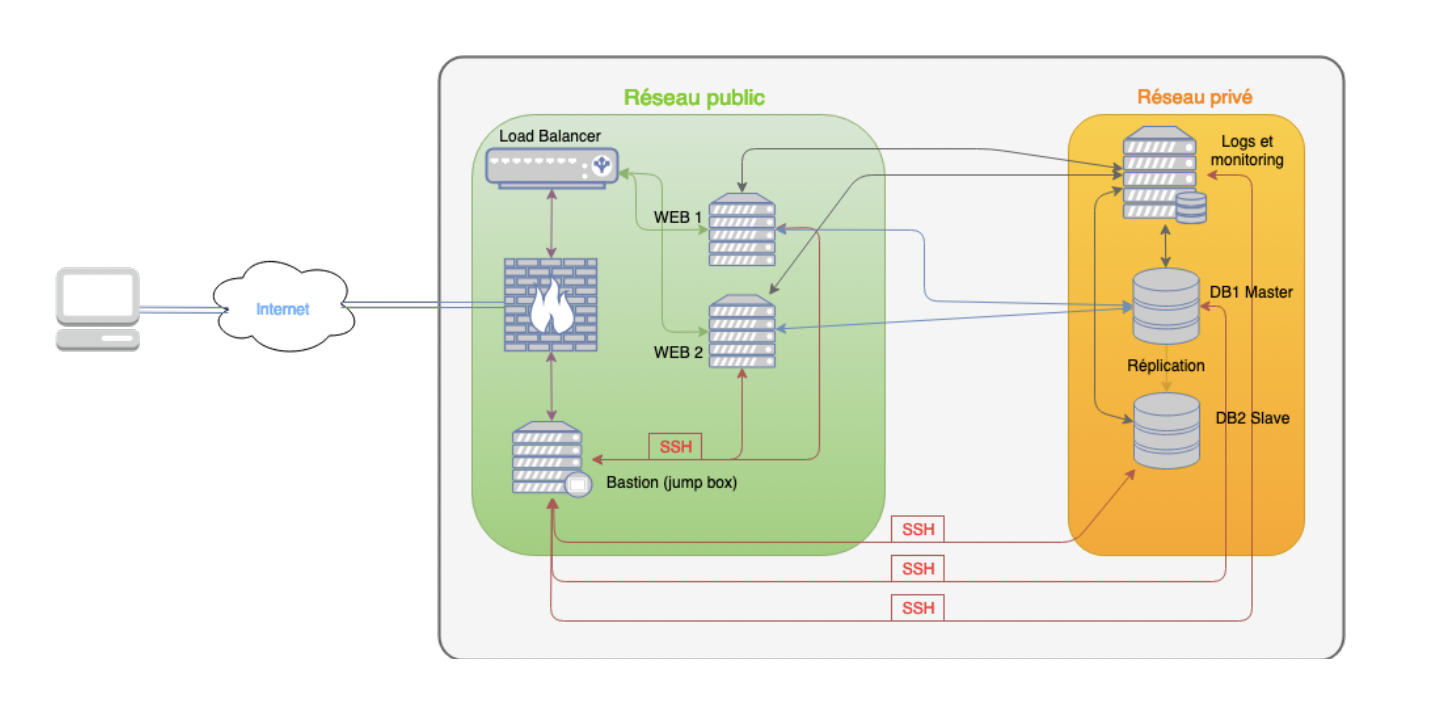 Réseau public
Réseau privé
Load Balancer
Logs et
monitoring
WEB 1
Internet
DB1 Master
WEB 2
Réplication
DB2 Slave
SSH
Bastion (jump box)
SSH
SSH
SSH